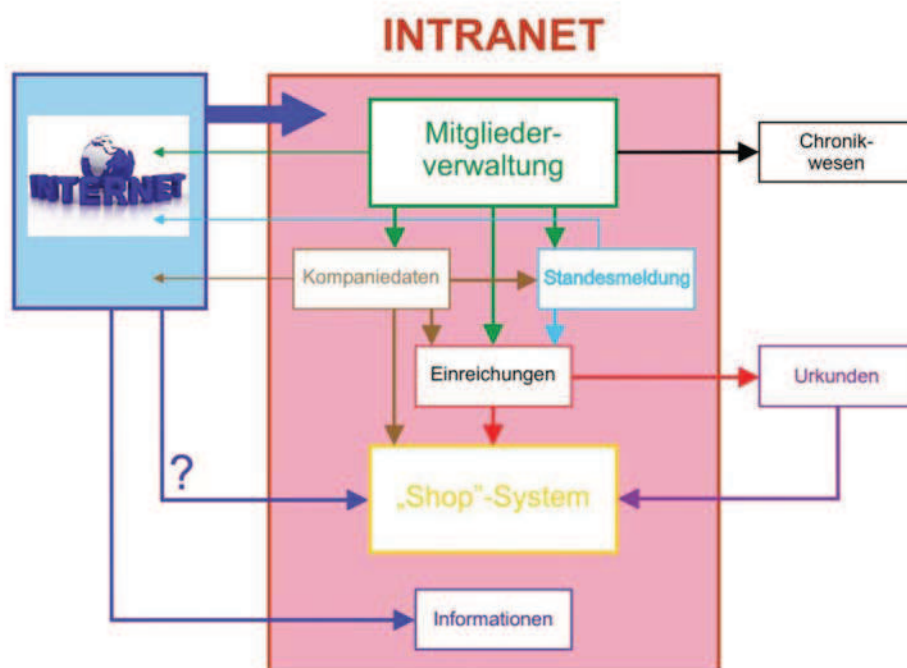 INTRANET
INTERNET
Mitglieder-
verwaltung
Chronik-
wesen
Kompaniedaten
Standesmeldung
Einreichungen
Urkunden
?
„Shop”-System
Informationen